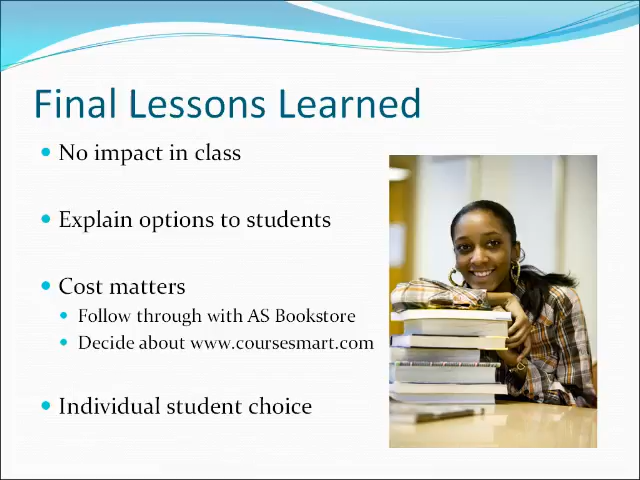 Final Lessons Learned
No impact in class
Explain options to students
Cost matters
Follow through with AS Bookstore
Decide about www.coursesmart.com
Individual student choice